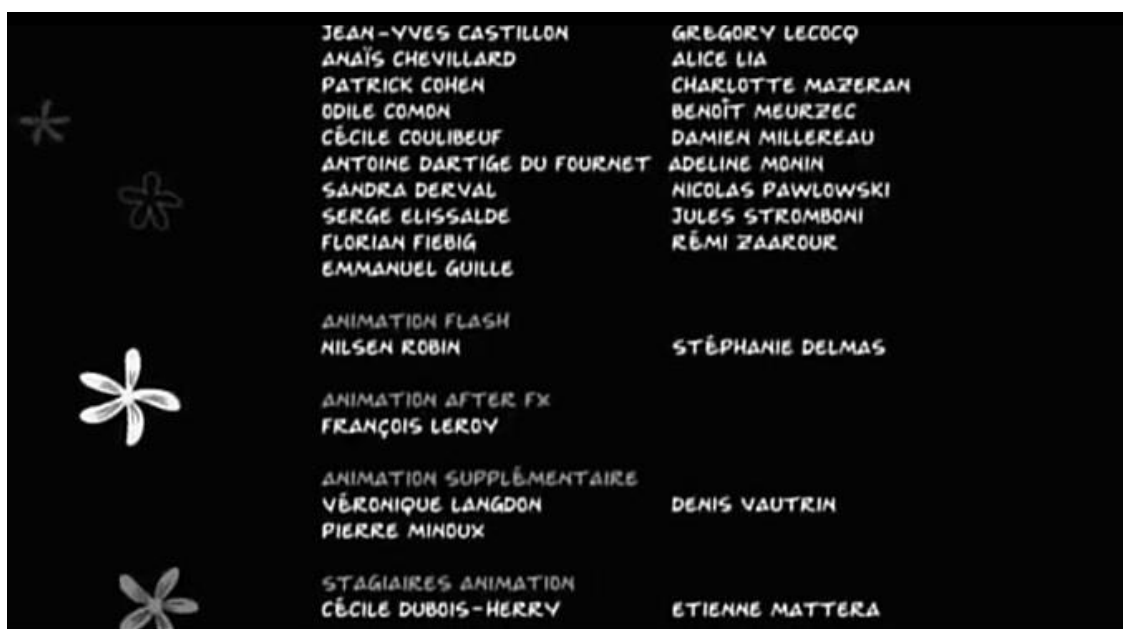 JEAN-YVES CASTILLON GREGORY LECOCQ
ANAÏS CHEVILLARD ALICE LIA
PATRICK COHEN CHARLOTTE MAZERAN
ODILE COMON BENOÎT MEURZEC
CÉCILE COULIBEUF DAMIEN MILLEREAU
ANTOINE DARTIGE DU FOURNET ADELINE MONIN
SANDRA DERVAL NICOLAS PAWLOWSKI
SERGE ELISSALDE JULES STROMBONI
FLORIAN FIEBIG RÉMI ZAAROUR
EMMANUEL GUILLE
ANIMATION FLASH
NILSEN ROBIN STÉPHANIE DELMAS
ANIMATION AFTER FX
FRANÇOIS LEROY
ANIMATION SUPPLÉMENTAIRE
VÉRONIQUE LANGDON DENIS VAUTRIN
PIERRE MINOUX
STAGIAIRES ANIMATION
CÉCILE DUBOIS-HERRY ETIENNE MATTERA